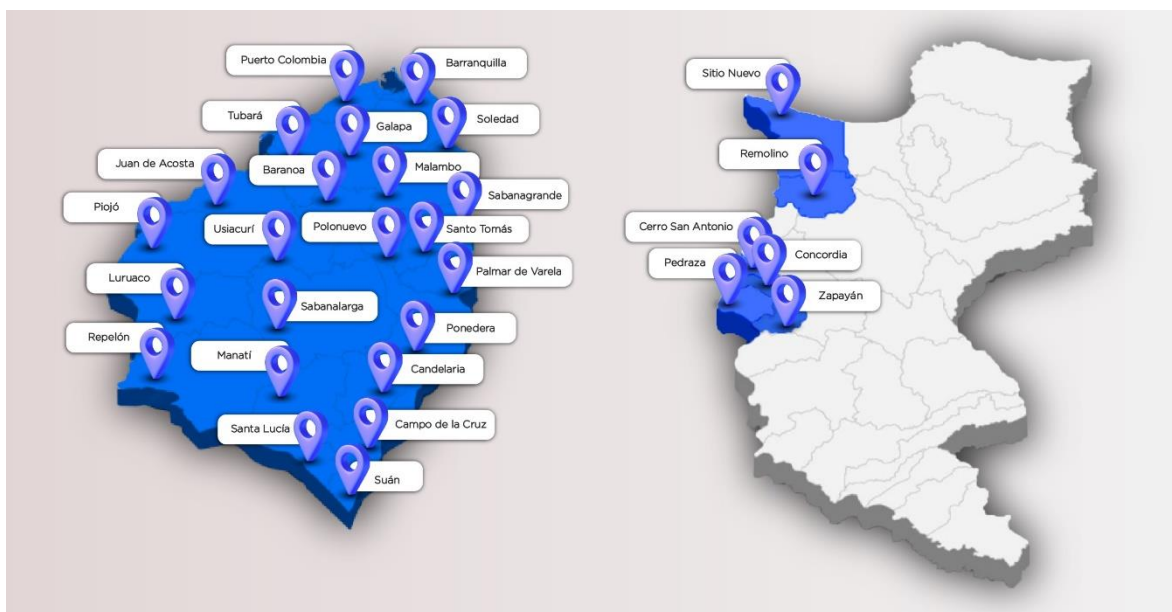 Puerto Colombia
Barranquilla
Tubará
Galapa
Soledad
Juan de Acosta
Baranoa
Malambo
Sabanagrande
Piojó
Usiacurí
Polonuevo
Santo Tomás
Luruaco
Palmar de Varela
Sabanalarga
Repelón
Ponedera
Manatí
Candelaria
Santa Lucía
Campo de la Cruz
Suán
Sitio Nuevo
Remolino
Cerro San Antonio
Concordia
Pedraza
Zapayán